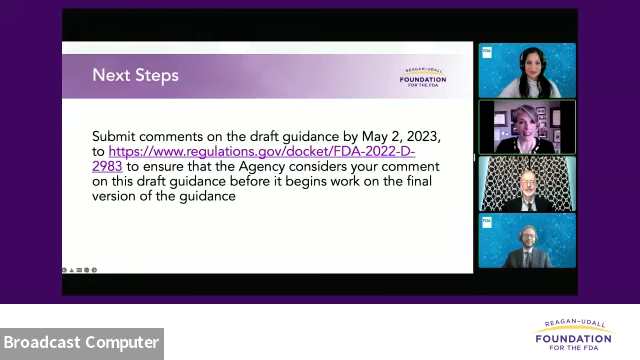 Next Steps
REAGAN-UDALL
FOUNDATION
FOR THE FDA
Submit comments on the draft guidance by May 2, 2023,
to https://www.regulations.gov/docket/FDA-2022-D-
2983 to ensure that the Agency considers your comment
on this draft guidance before it begins work on the final
version of the guidance
FDA
FDA
Broadcast Computer
REAGAN-UDALL
FOUNDATION
FOR THE FDA